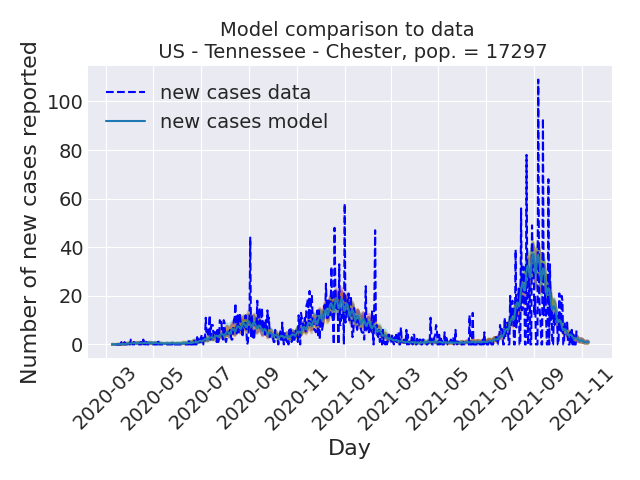 Model comparison to data
US - Tennessee - Chester, pop. = 17297
Number of new cases reported
new cases data
new cases model
100
80
60
40
20
0
2020-03
2020-05
2020-07
2020-09
2020-11
2021-01
2021-03
2021-05
2021-07
2021-09
2021-11
Day